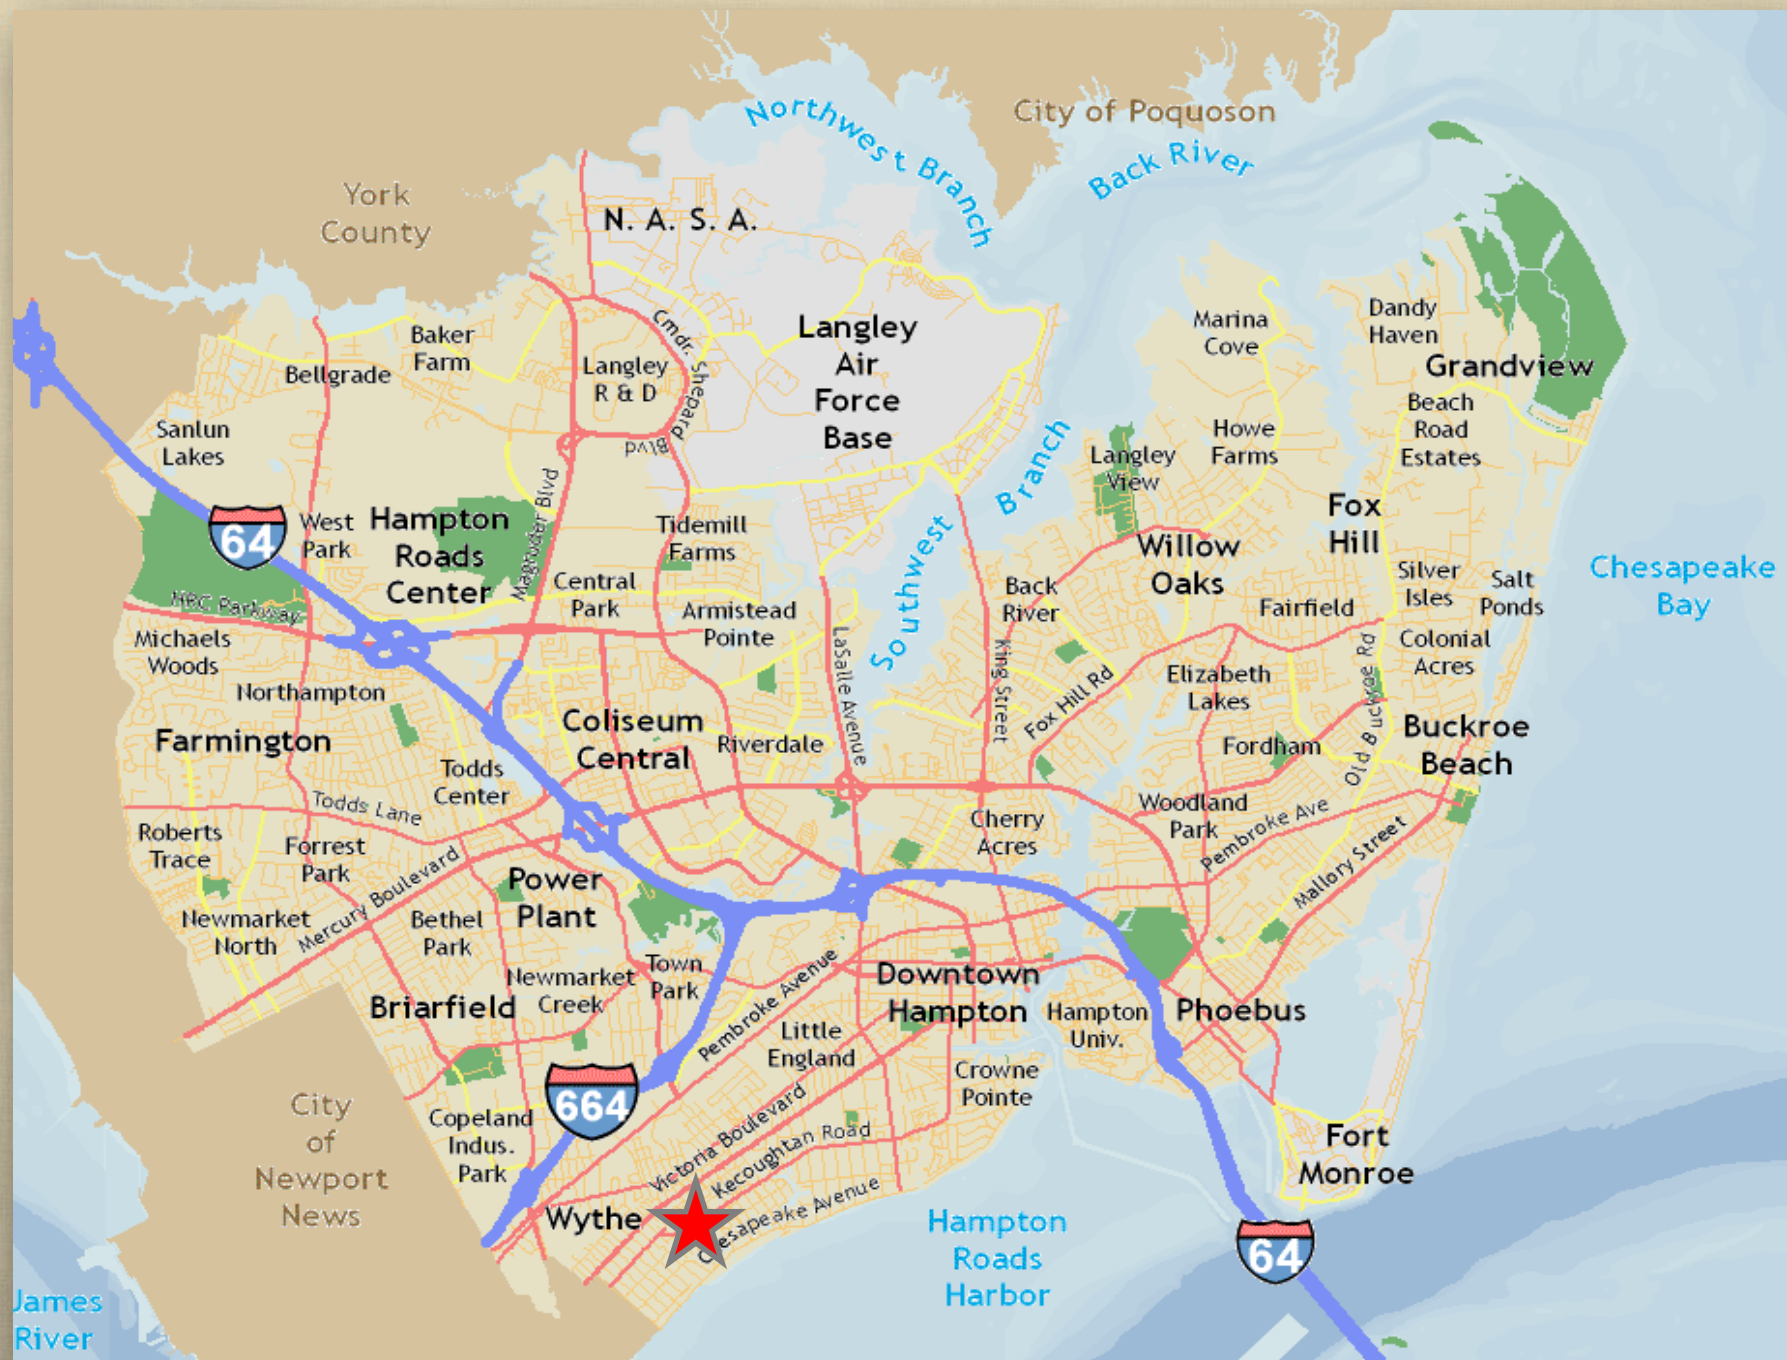 City of Poquoson
Northwest Branch
Back River
York
County
N. A. S. A.
Langley
Air
Force
Base
Cmdr. Shepard Blvd
Marina
Cove
Dandy
Haven
Grandview
Baker
Farm
Bellgrade
Langley
R & D
Beach
Road
Estates
Sanlun
Lakes
Howe
Farms
Langley
View
Southwest Branch
64
West
Park
Hampton
Roads
Center
Magruder Blvd
Tidemill
Farms
Fox
Hill
Willow
Oaks
Chesapeake
Bay
Silver
Isles
Salt
Ponds
Central
Park
Back
River
HRC Parkway
Armistead
Pointe
Fairfield
Michaels
Woods
LaSalle Avenue
King Street
Colonial
Acres
Northampton
Fox Hill Rd
Elizabeth
Lakes
Old Buckroe Rd
Farmington
Coliseum
Central
Riverdale
Fordham
Buckroe
Beach
Todds
Center
Todds Lane
Woodland
Park
Pembroke Ave
Roberts
Trace
Forrest
Park
Cherry
Acres
Mallory Street
Mercury Boulevard
Power
Plant
Newmarket
North
Bethel
Park
Newmarket
Creek
Town
Park
Pembroke Avenue
Downtown
Hampton
Briarfield
Hampton
Univ.
Phoebus
Little
England
Crowne
Pointe
664
City
of
Newport
News
Copeland
Indus.
Park
Victoria Boulevard
Kecoughtan Road
Fort
Monroe
Wythe
Chesapeake Avenue
Hampton
Roads
Harbor
64
James
River